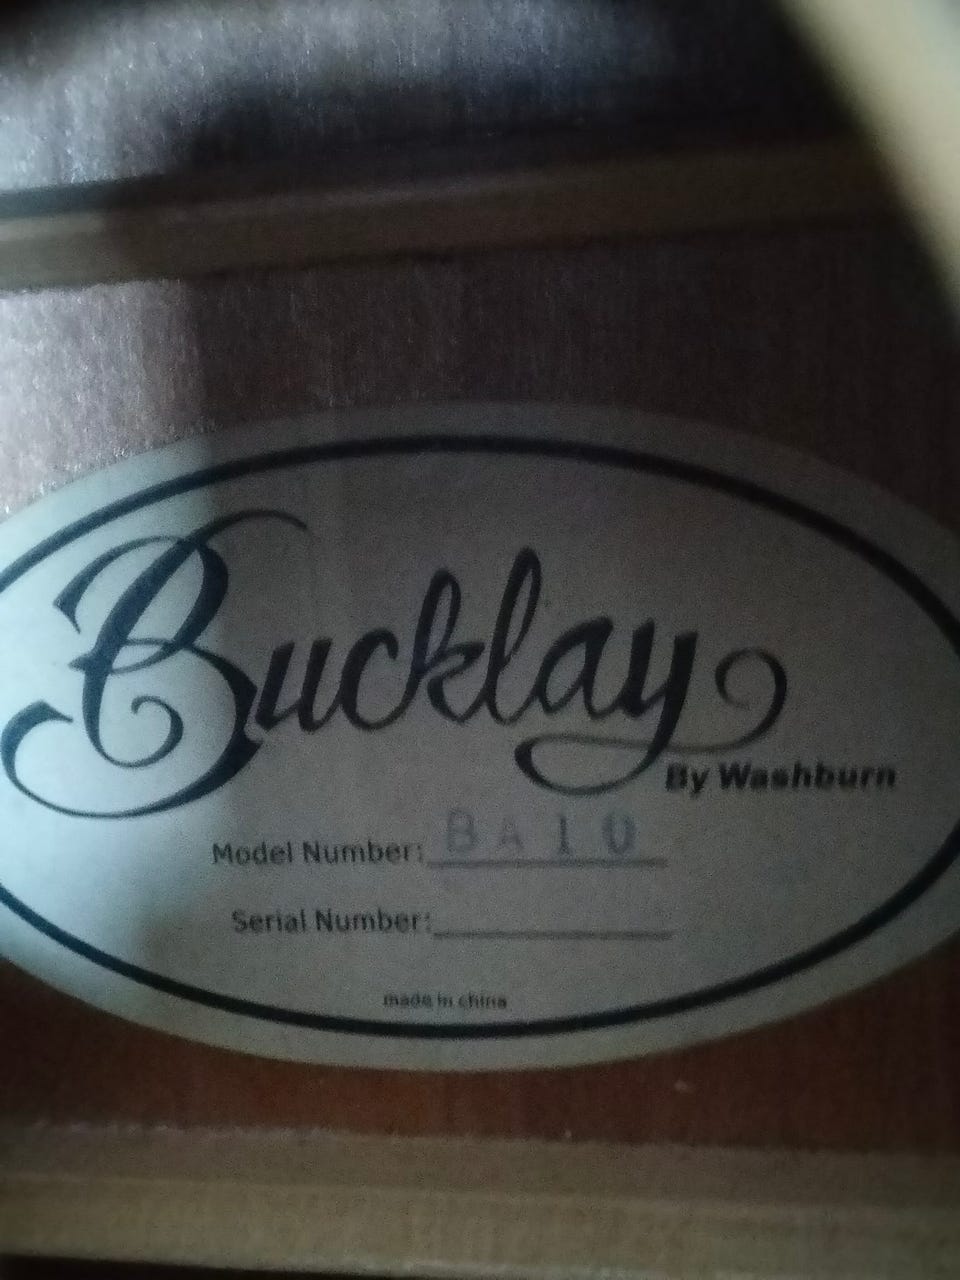 Bucklay
By Washburn
Model Number: BA10
Serial Number:
made in china